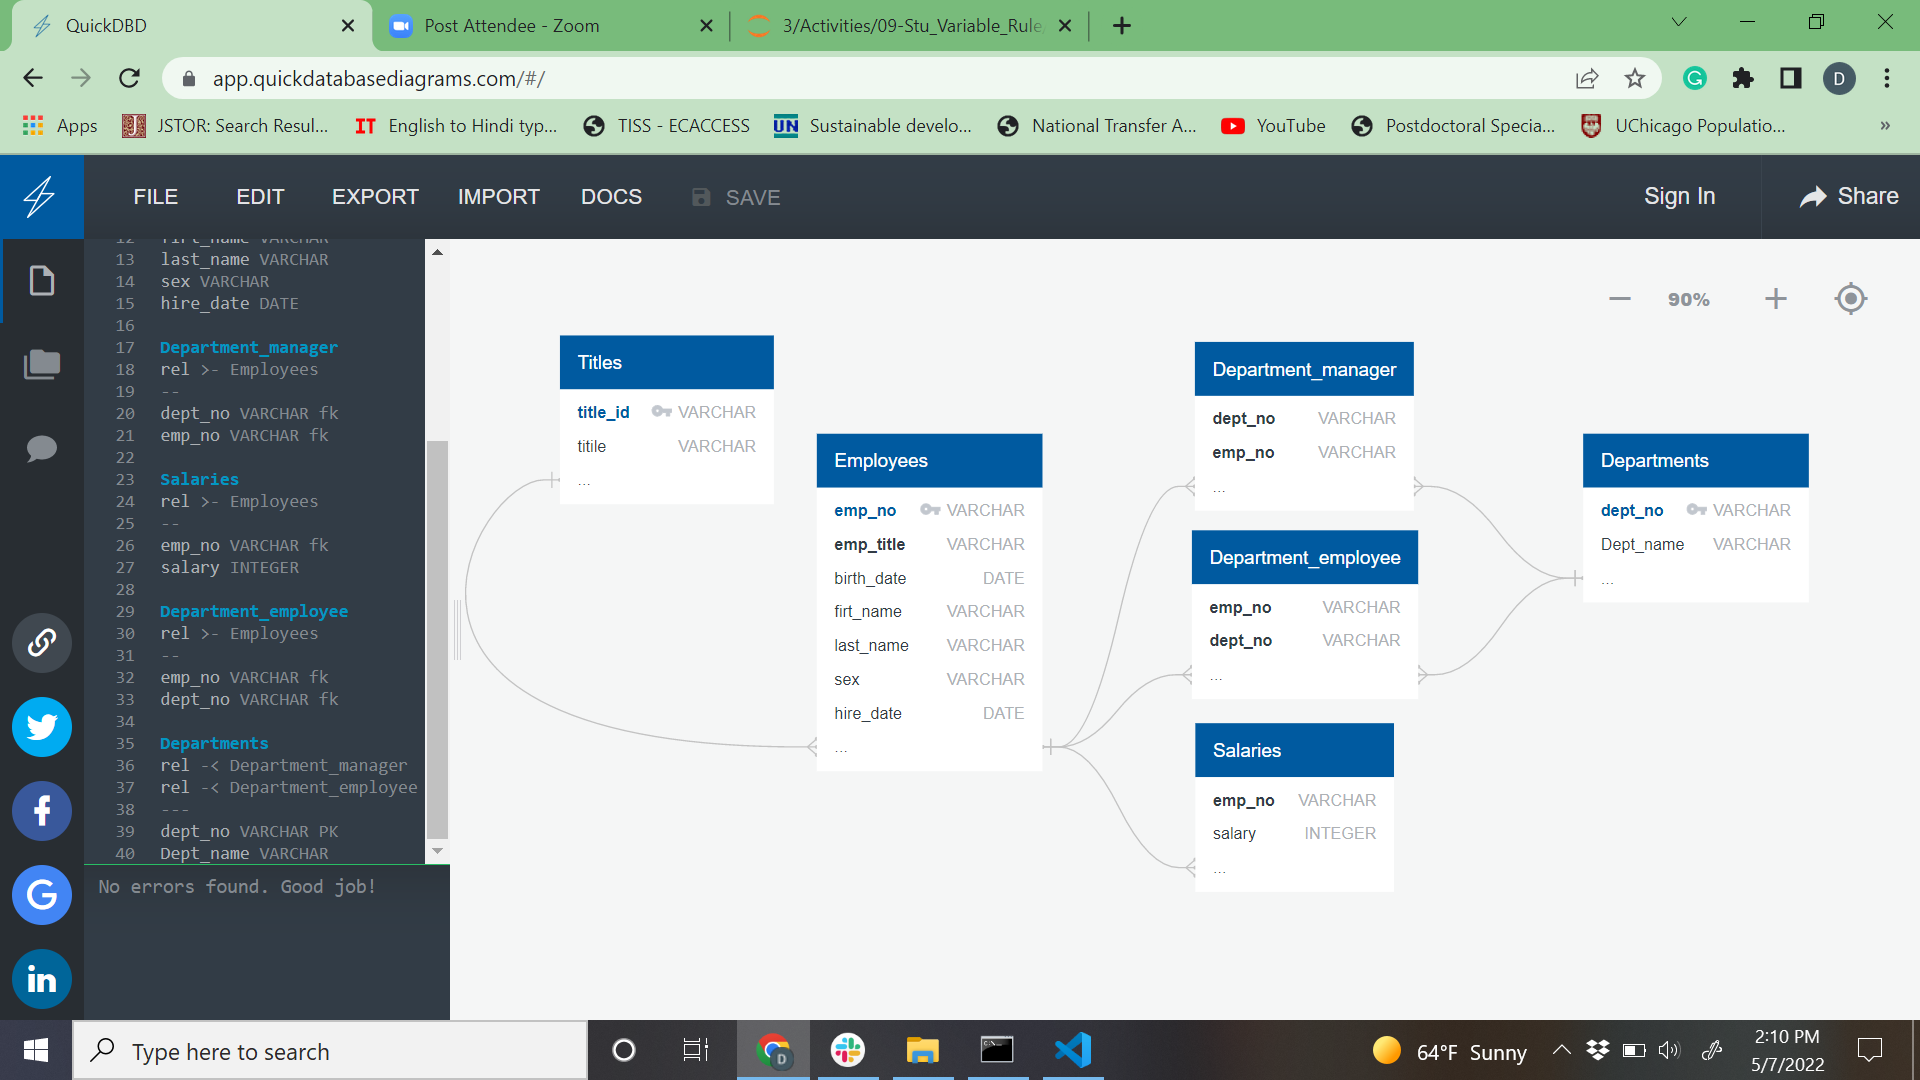 QuickDBD
Post Attendee - Zoom
3/Activities/09-Stu_Variable_Rule
app.quickdatabasediagrams.com/#/
D
Apps
JSTOR: Search Resul...
IT English to Hindi typ...
TISS - ECACCESS
UN Sustainable develo...
National Transfer A...
YouTube
Postdoctoral Specia...
UChicago Populatio...
»
FILE
EDIT
EXPORT
IMPORT
DOCS
SAVE
Sign In
Share
12 firt_name VARCHAR
13 last_name VARCHAR
14 sex VARCHAR
15 hire_date DATE
16
17 Department_manager
18 rel >- Employees
19 --
20 dept_no VARCHAR fk
21 emp_no VARCHAR fk
22
23 Salaries
24 rel >- Employees
25 --
26 emp_no VARCHAR fk
27 salary INTEGER
28
29 Department_employee
30 rel >- Employees
31 --
32 emp_no VARCHAR fk
33 dept_no VARCHAR fk
34
35 Departments
36 rel -< Department_manager
37 rel -< Department_employee
38 ---
39 dept_no VARCHAR PK
40 Dept_name VARCHAR
No errors found. Good job!
90%
Titles
title_id VARCHAR
titile VARCHAR
...
Employees
emp_no VARCHAR
emp_title VARCHAR
birth_date DATE
firt_name VARCHAR
last_name VARCHAR
sex VARCHAR
hire_date DATE
...
Department_manager
dept_no VARCHAR
emp_no VARCHAR
...
Department_employee
emp_no VARCHAR
dept_no VARCHAR
...
Salaries
emp_no VARCHAR
salary INTEGER
...
Departments
dept_no VARCHAR
Dept_name VARCHAR
...
f
G
in
Type here to search
D
64°F Sunny
2:10 PM
5/7/2022